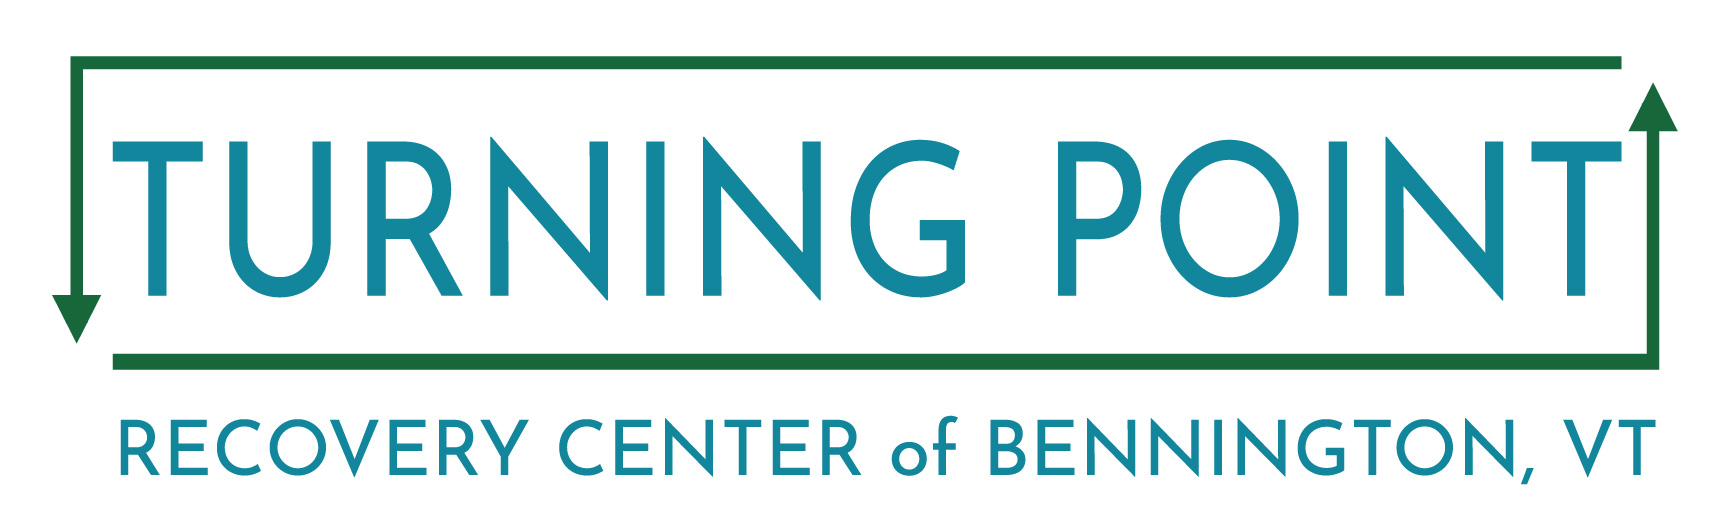 TURNING POINT
RECOVERY CENTER of BENNINGTON, VT